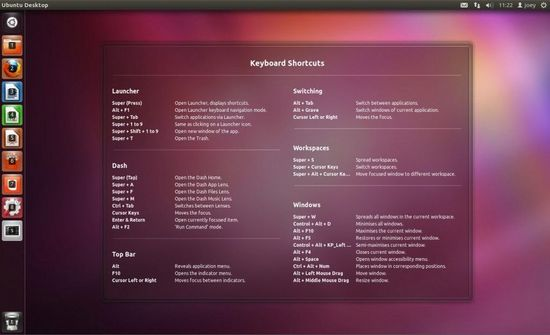 Ubuntu Desktop
11:22 joey
Keyboard Shortcuts
Launcher
Super (Press) Open Launcher, displays shortcuts.
Alt + F1 Open Launcher keyboard navigation mode.
Super + Tab Switch applications via Launcher.
Super + 1 to 9 Same as clicking on a Launcher icon.
Super + Shift + 1 to 9 Open new window of the app.
Super + T Open the Trash.
Dash
Super (Tap) Open the Dash Home.
Super + A Open the Dash App Lens.
Super + F Open the Dash Files Lens.
Super + M Open the Dash Music Lens.
Ctrl + Tab Switches between Lenses.
Cursor Keys Moves the focus.
Enter & Return Open currently focused item.
Alt + F2 'Run Command' mode.
Top Bar
Alt Reveals application menu.
F10 Opens the indicator menu.
Cursor Left or Right Moves focus between indicators.
Switching
Alt + Tab Switch between applications.
Alt + Grave Switch windows of current application.
Cursor Left or Right Moves the focus.
Workspaces
Super + S Spread workspaces.
Super + Cursor Keys Switch workspaces.
Super + Alt + Cursor Ke... Move focused window to different workspace.
Windows
Super + W Spreads all windows in the current workspace.
Control + Alt + D Minimises all windows.
Alt + F10 Maximises the current window.
Alt + F5 Restores or minimises current window.
Control + Alt + KP_Left ... Semi-maximises current window.
Alt + F4 Closes current window.
Alt + Space Opens window accessibility menu.
Ctrl + Alt + Num Places window in corresponding positions.
Alt + Left Mouse Drag Move window.
Alt + Middle Mouse Drag Resize window.